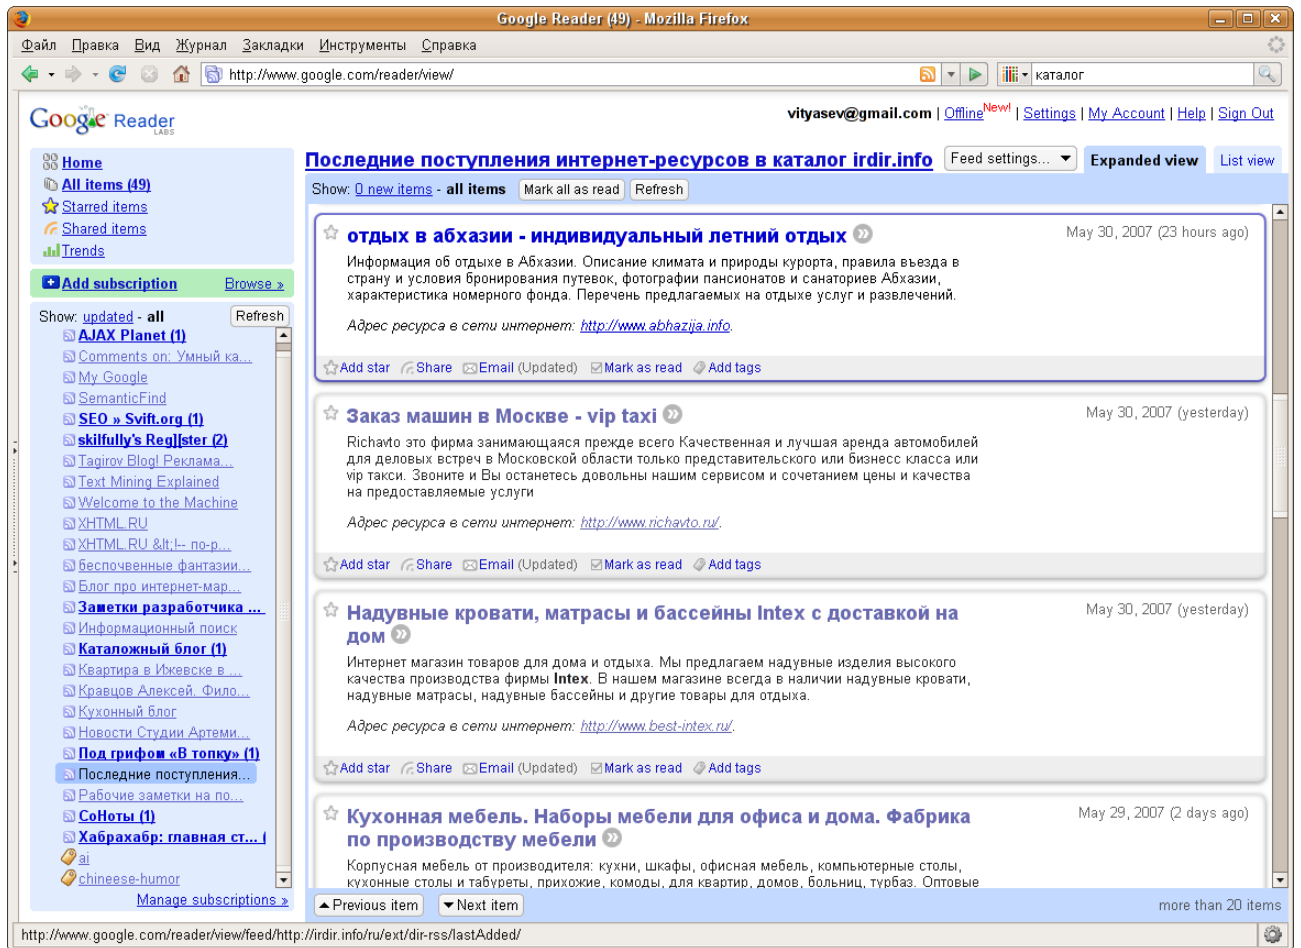 Google Reader (49) - Mozilla Firefox
Файл Правка Вид Журнал Закладки Инструменты Справка
http://www.google.com/reader/view/
каталог
Google Reader
LABS
vityasev@gmail.com | Offline New! | Settings | My Account | Help | Sign Out
Home
All items (49)
Starred items
Shared items
Trends
Add subscription Browse »
Show: updated - all Refresh
AJAX Planet (1)
Comments on: Умный ка...
My Google
SemanticFind
SEO » Svift.org (1)
skilfully's Reg][ster (2)
Tagirov Blog! Реклама...
Text Mining Explained
Welcome to the Machine
XHTML.RU
XHTML.RU &lt;!-- по-р...
беспочвенные фантазии...
Блог про интернет-мар...
Заметки разработчика ...
Информационный поиск
Каталожный блог (1)
Квартира в Ижевске в ...
Кравцов Алексей. Фило...
Кухонный блог
Новости Студии Артеми...
Под грифом «В топку» (1)
Последние поступления...
Рабочие заметки на по...
СоНоты (1)
Хабрахабр: главная ст... (
ai
chineese-humor
Manage subscriptions »
Последние поступления интернет-ресурсов в каталог irdir.info Feed settings... Expanded view List view
Show: 0 new items - all items Mark all as read Refresh
отдых в абхазии - индивидуальный летний отдых May 30, 2007 (23 hours ago)
Информация об отдыхе в Абхазии. Описание климата и природы курорта, правила въезда в
страну и условия бронирования путевок, фотографии пансионатов и санаториев Абхазии,
характеристика номерного фонда. Перечень предлагаемых на отдыхе услуг и развлечений.
Адрес ресурса в сети интернет: http://www.abhazija.info.
Add star Share Email (Updated) Mark as read Add tags
Заказ машин в Москве - vip taxi May 30, 2007 (yesterday)
Richavto это фирма занимающаяся прежде всего Качественная и лучшая аренда автомобилей
для деловых встреч в Московской области только представительского или бизнесс класса или
vip такси. Звоните и Вы останетесь довольны нашим сервисом и сочетанием цены и качества
на предоставляемые услуги
Адрес ресурса в сети интернет: http://www.richavto.ru/.
Add star Share Email (Updated) Mark as read Add tags
Надувные кровати, матрасы и бассейны Intex с доставкой на May 30, 2007 (yesterday)
дом
Интернет магазин товаров для дома и отдыха. Мы предлагаем надувные изделия высокого
качества производства фирмы Intex. В нашем магазине всегда в наличии надувные кровати,
надувные матрасы, надувные бассейны и другие товары для отдыха.
Адрес ресурса в сети интернет: http://www.best-intex.ru/.
Add star Share Email (Updated) Mark as read Add tags
Кухонная мебель. Наборы мебели для офиса и дома. Фабрика May 29, 2007 (2 days ago)
по производству мебели
Корпусная мебель от производителя: кухни, шкафы, офисная мебель, компьютерные столы,
кухонные столы и табуреты, прихожие, комоды, для квартир, домов, больниц, турбаз. Оптовые
Previous item Next item more than 20 items
http://www.google.com/reader/view/feed/http://irdir.info/ru/ext/dir-rss/lastAdded/